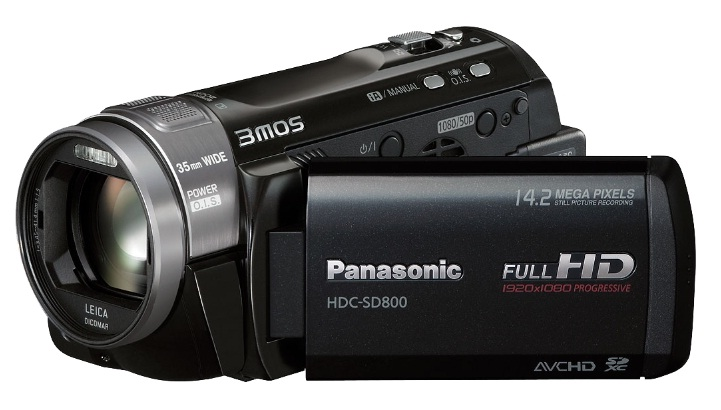 3MOS
35mm WIDE
POWER
O.I.S.
LEICA
DICOMAR
iA/MANUAL
O.I.S.
1080/50p
14.2 MEGA PIXELS
STILL PICTURE RECORDING
Panasonic
HDC-SD800
FULL HD
1920x1080 PROGRESSIVE
AVCHD
SD
XC